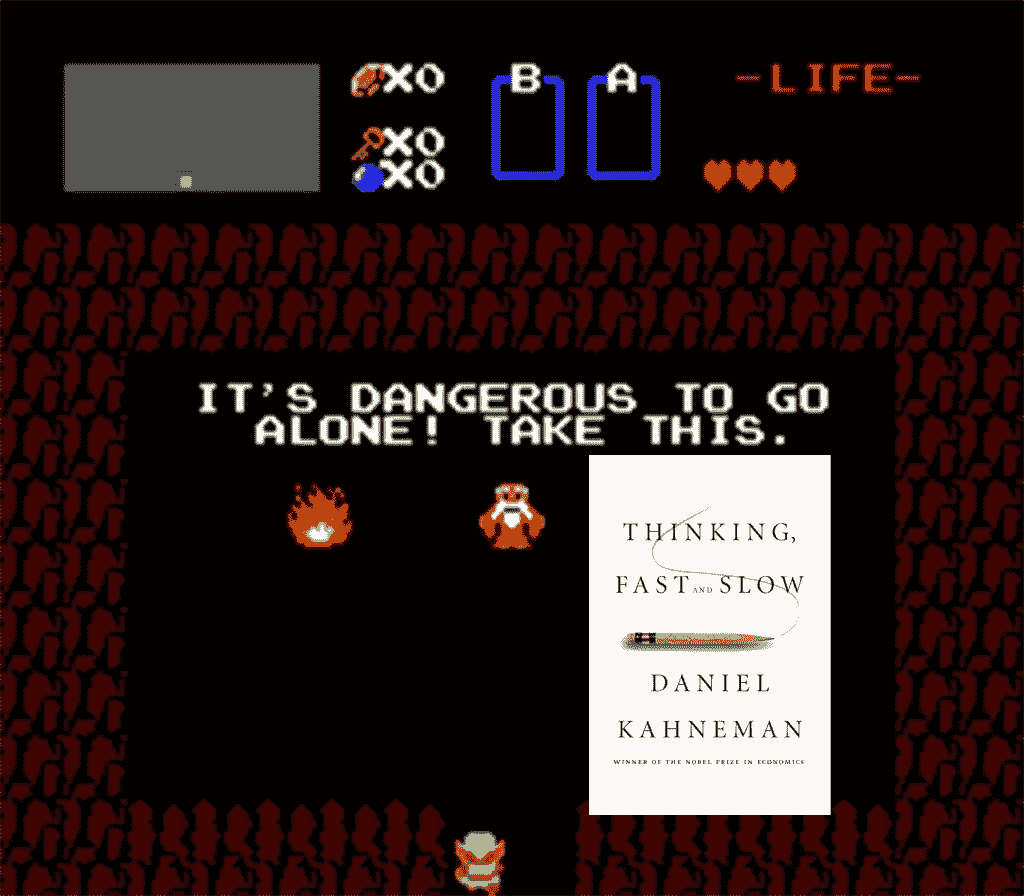 X0
B
A
-LIFE-
X0
X0
IT'S DANGEROUS TO GO
ALONE! TAKE THIS.
THINKING,
FAST AND SLOW
DANIEL
KAHNEMAN
WINNER OF THE NOBEL PRIZE IN ECONOMICS